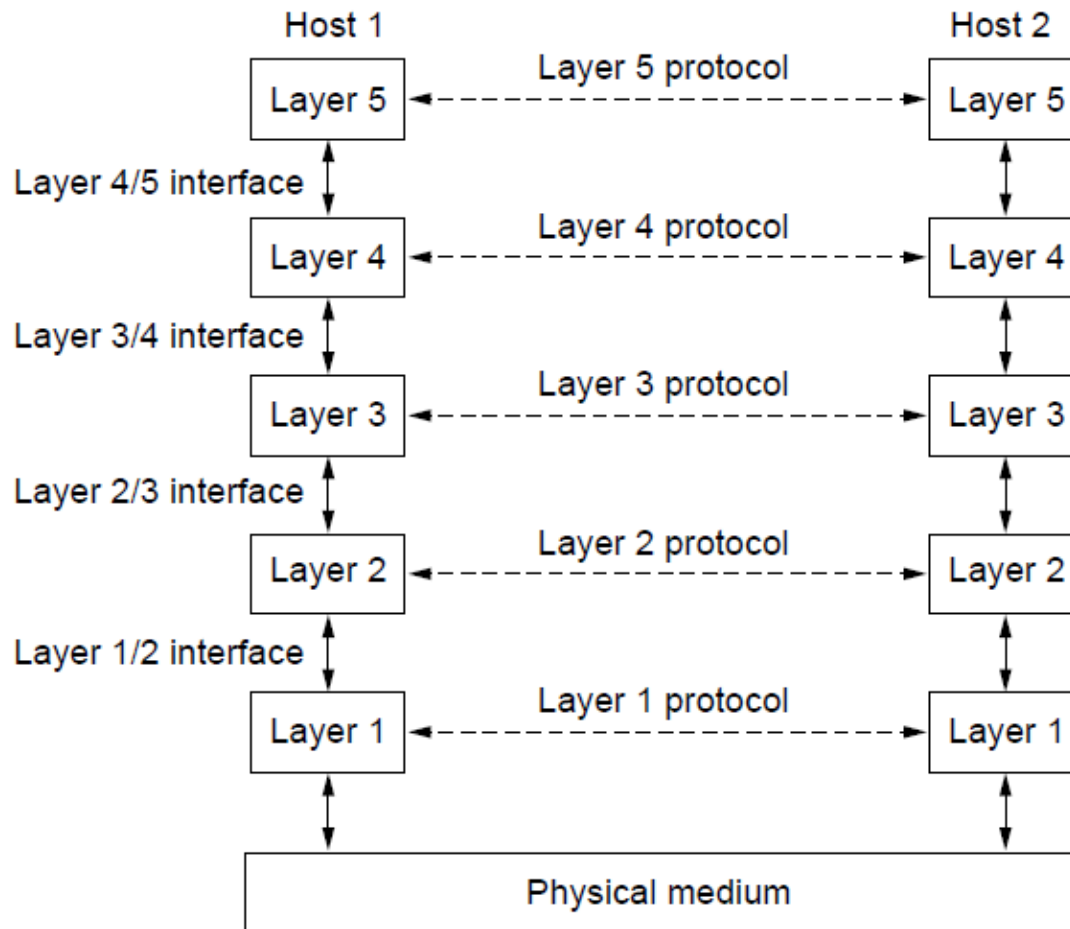 Host 1
Host 2
Layer 5 protocol
Layer 5
Layer 5
Layer 4/5 interface
Layer 4 protocol
Layer 4
Layer 4
Layer 3/4 interface
Layer 3 protocol
Layer 3
Layer 3
Layer 2/3 interface
Layer 2 protocol
Layer 2
Layer 2
Layer 1/2 interface
Layer 1 protocol
Layer 1
Layer 1
Physical medium